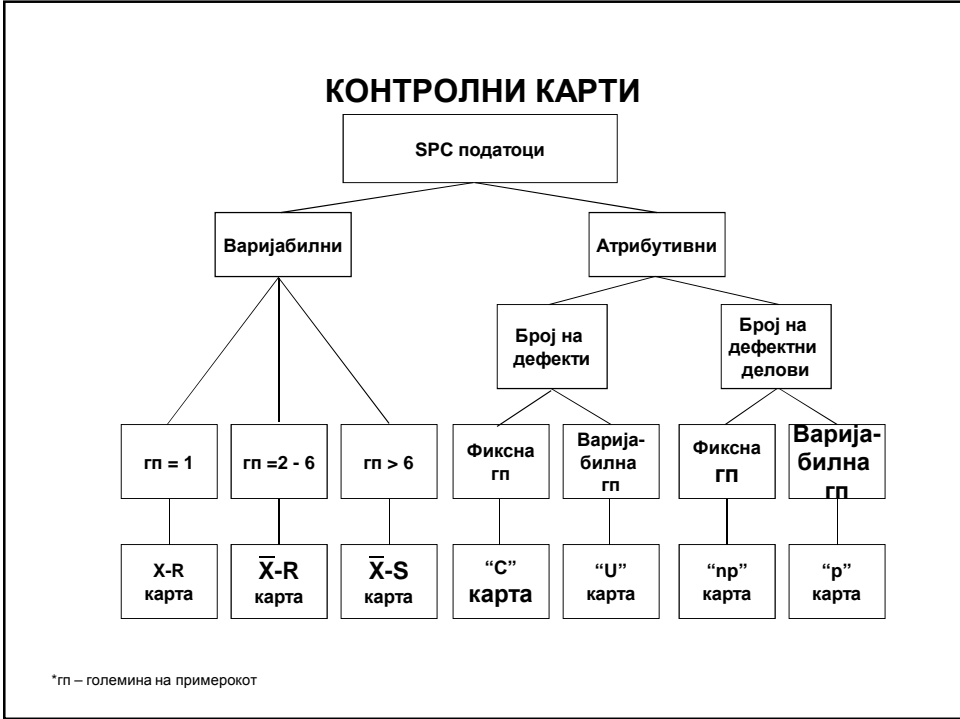 КОНТРОЛНИ КАРТИ
SPC податоци
Варијабилни
Атрибутивни
Број на
дефекти
Број на
дефектни
делови
гп = 1
гп =2 - 6
гп > 6
Фиксна
гп
Варија-
билна
гп
Фиксна
гп
Варија-
билна
гп
X-R
карта
X̅-R
карта
X̅-S
карта
“C”
карта
“U”
карта
“np”
карта
“p”
карта
*гп – големина на примерокот